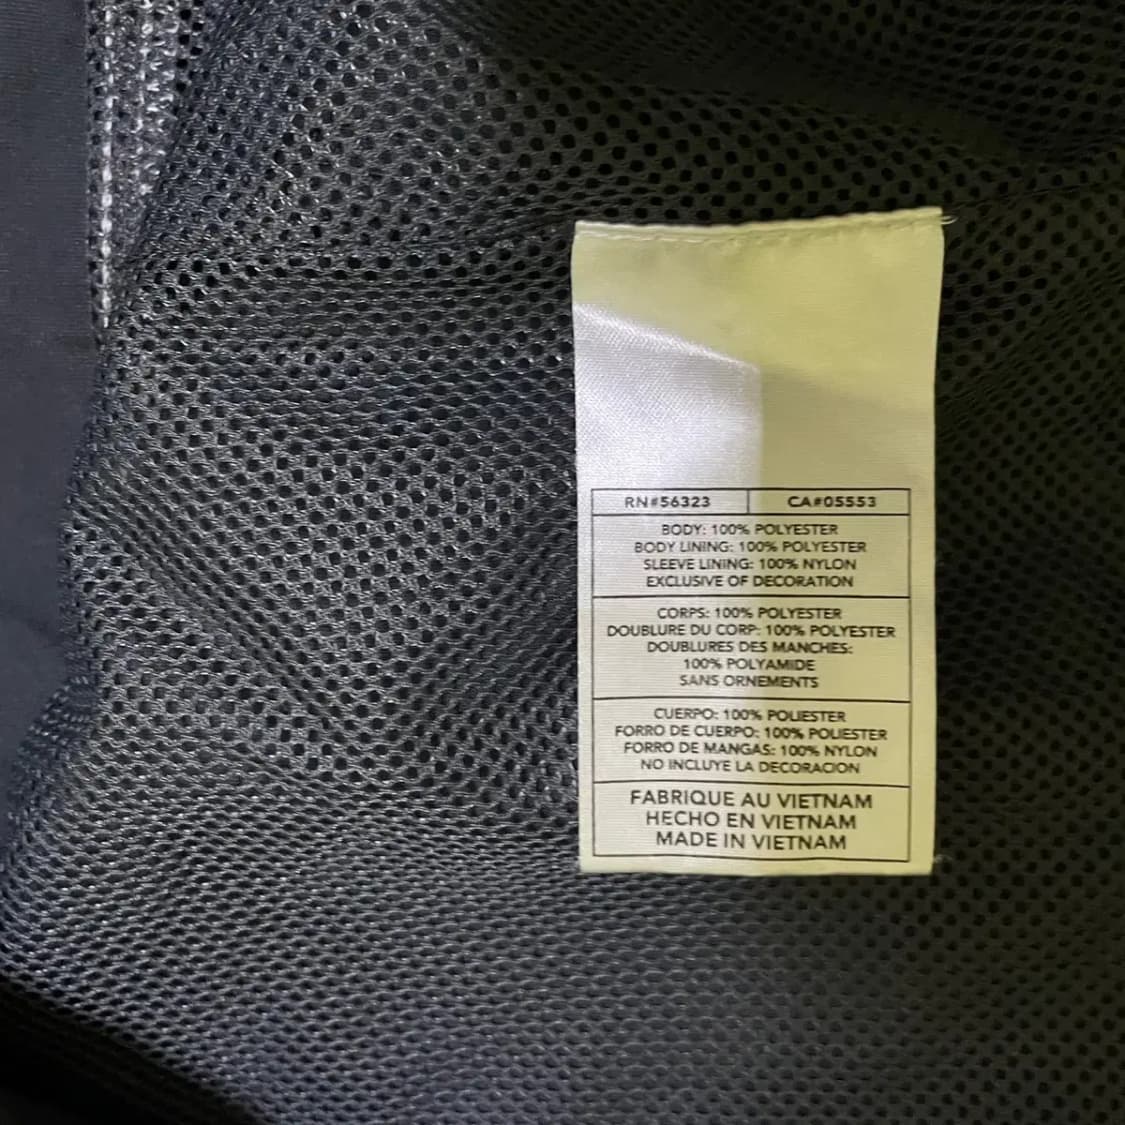 RN#56323 CA#05553
BODY: 100% POLYESTER
BODY LINING: 100% POLYESTER
SLEEVE LINING: 100% NYLON
EXCLUSIVE OF DECORATION
CORPS: 100% POLYESTER
DOUBLURE DU CORP: 100% POLYESTER
DOUBLURES DES MANCHES:
100% POLYAMIDE
SANS ORNEMENTS
CUERPO: 100% POLIESTER
FORRO DE CUERPO: 100% POLIESTER
FORRO DE MANGAS: 100% NYLON
NO INCLUYE LA DECORACION
FABRIQUE AU VIETNAM
HECHO EN VIETNAM
MADE IN VIETNAM